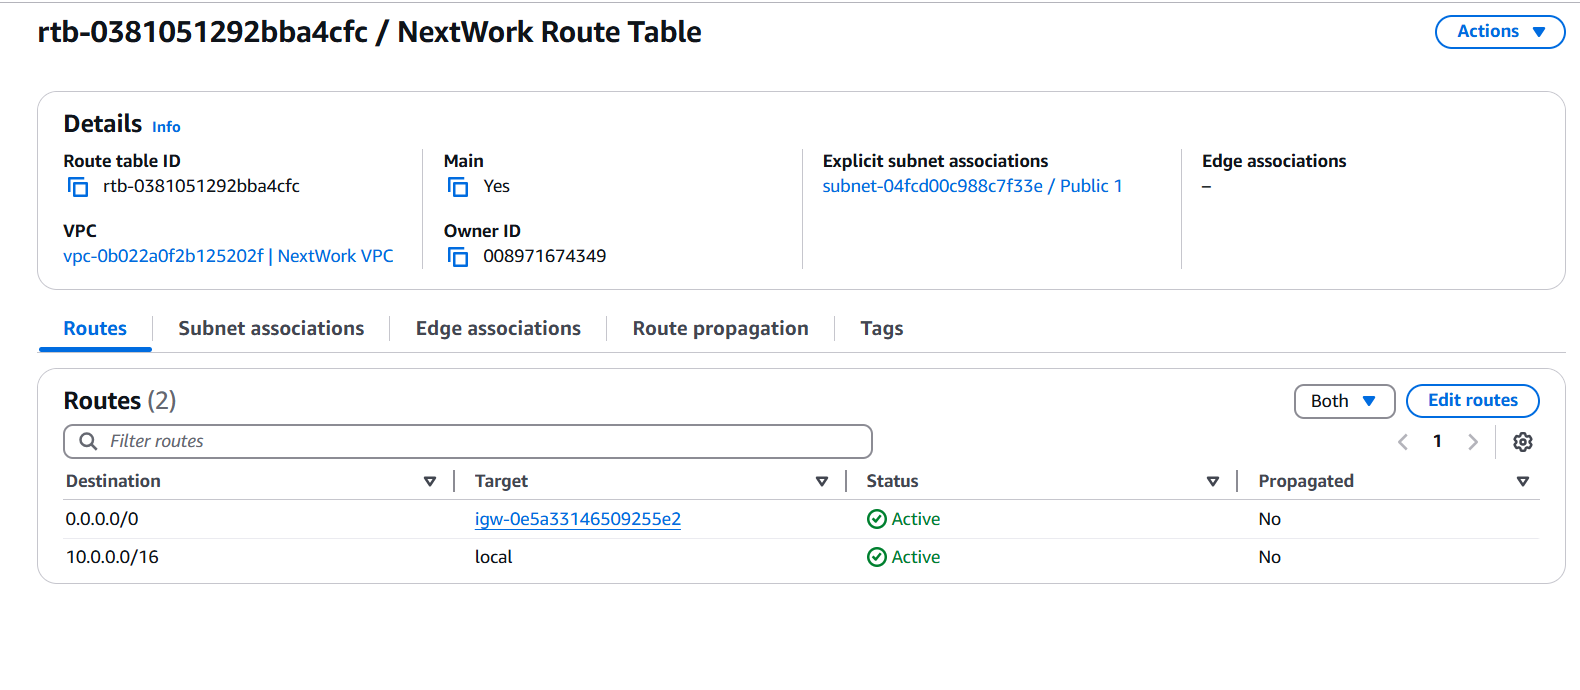 rtb-0381051292bba4cfc / NextWork Route Table
Actions
Details Info
Route table ID
rtb-0381051292bba4cfc
Main
Yes
Explicit subnet associations
subnet-04fcd00c988c7f33e / Public 1
Edge associations
–
VPC
vpc-0b022a0f2b125202f | NextWork VPC
Owner ID
008971674349
Routes
Subnet associations
Edge associations
Route propagation
Tags
Routes (2)
Both
Edit routes
Filter routes
1
Destination Target Status Propagated
0.0.0.0/0 igw-0e5a33146509255e2 Active No
10.0.0.0/16 local Active No